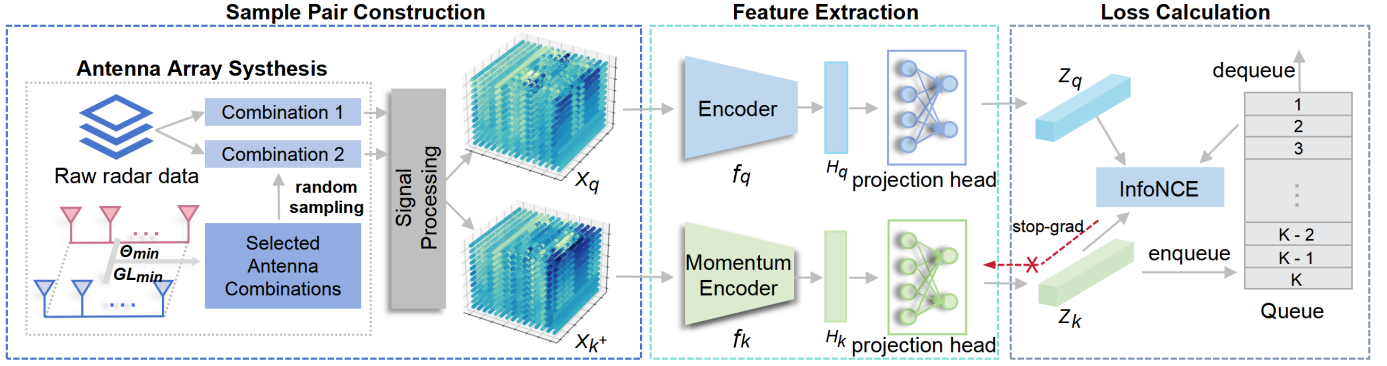 Sample Pair Construction
Feature Extraction
Loss Calculation
Antenna Array Systhesis
Raw radar data
Combination 1
Combination 2
random
sampling
Θmin
GLmin
Selected
Antenna
Combinations
Signal
Processing
Xq
Xk+
Encoder
fq
Hq
projection head
Momentum
Encoder
fk
Hk
projection head
Zq
InfoNCE
stop-grad
Zk
enqueue
dequeue
1
2
3
⋮
K - 2
K - 1
K
Queue